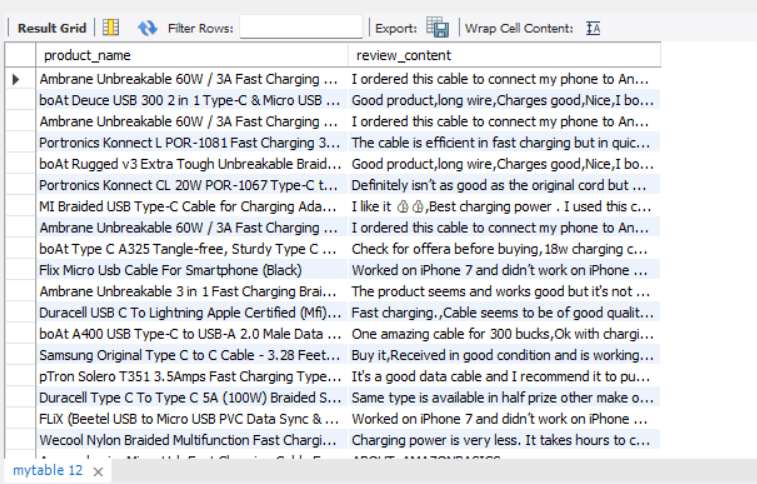 Result Grid Filter Rows: Export: Wrap Cell Content: IA
product_name review_content
Ambrane Unbreakable 60W / 3A Fast Charging ... I ordered this cable to connect my phone to An...
boAt Deuce USB 300 2 in 1 Type-C & Micro USB ... Good product,long wire,Charges good,Nice,I bo...
Ambrane Unbreakable 60W / 3A Fast Charging ... I ordered this cable to connect my phone to An...
Portronics Konnect L POR-1081 Fast Charging 3... The cable is efficient in fast charging but in quic...
boAt Rugged v3 Extra Tough Unbreakable Braid... Good product,long wire,Charges good,Nice,I bo...
Portronics Konnect CL 20W POR-1067 Type-C t... Definitely isn’t as good as the original cord but ...
MI Braided USB Type-C Cable for Charging Ada... I like it 👍👍,Best charging power . I used this c...
Ambrane Unbreakable 60W / 3A Fast Charging ... I ordered this cable to connect my phone to An...
boAt Type C A325 Tangle-free, Sturdy Type C ... Check for offera before buying,18w charging c...
Flix Micro Usb Cable For Smartphone (Black) Worked on iPhone 7 and didn’t work on iPhone ...
Ambrane Unbreakable 3 in 1 Fast Charging Brai... The product seems and works good but it's not ...
Duracell USB C To Lightning Apple Certified (Mfi)... Fast charging.,Cable seems to be of good qualit...
boAt A400 USB Type-C to USB-A 2.0 Male Data ... One amazing cable for 300 bucks,Ok with chargi...
Samsung Original Type C to C Cable - 3.28 Feet... Buy it,Received in good condition and is working...
pTron Solero T351 3.5Amps Fast Charging Type... It's a good data cable and I recommend it to pu...
Duracell Type C To Type C 5A (100W) Braided S... Same type is available in half prize other make o...
FLiX (Beetel USB to Micro USB PVC Data Sync & ... Worked on iPhone 7 and didn’t work on iPhone ...
Wecool Nylon Braided Multifunction Fast Chargi... Charging power is very less. It takes hours to c...
mytable 12